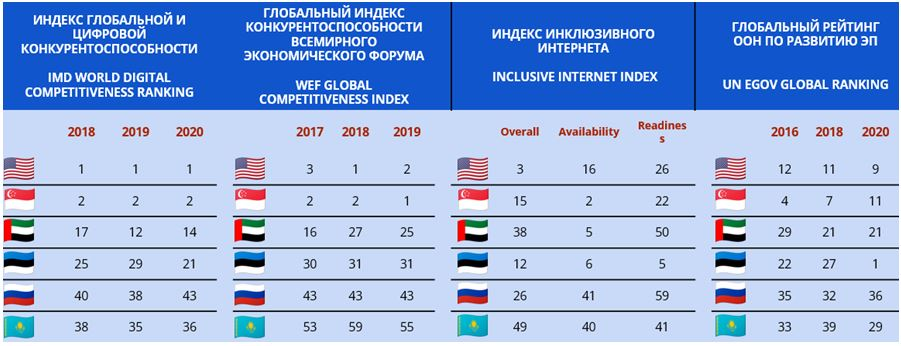 ИНДЕКС ГЛОБАЛЬНОЙ И
ЦИФРОВОЙ
КОНКУРЕНТОСПОСОБНОСТИ
IMD WORLD DIGITAL
COMPETITIVENESS RANKING
ГЛОБАЛЬНЫЙ ИНДЕКС
КОНКУРЕНТОСПОСОБНОСТИ
ВСЕМИРНОГО
ЭКОНОМИЧЕСКОГО ФОРУМА
WEF GLOBAL
COMPETITIVENESS INDEX
ИНДЕКС ИНКЛЮЗИВНОГО
ИНТЕРНЕТА
INCLUSIVE INTERNET INDEX
ГЛОБАЛЬНЫЙ РЕЙТИНГ
ООН ПО РАЗВИТИЮ ЭП
UN EGOV GLOBAL RANKING
2018 2019 2020 2017 2018 2019 Overall Availability Readines
s 2016 2018 2020
1 1 1 3 1 2 3 16 26 12 11 9
2 2 2 2 2 1 15 2 22 4 7 11
17 12 14 16 27 25 38 5 50 29 21 21
25 29 21 30 31 31 12 6 5 22 27 1
40 38 43 43 43 43 26 41 59 35 32 36
38 35 36 53 59 55 49 40 41 33 39 29